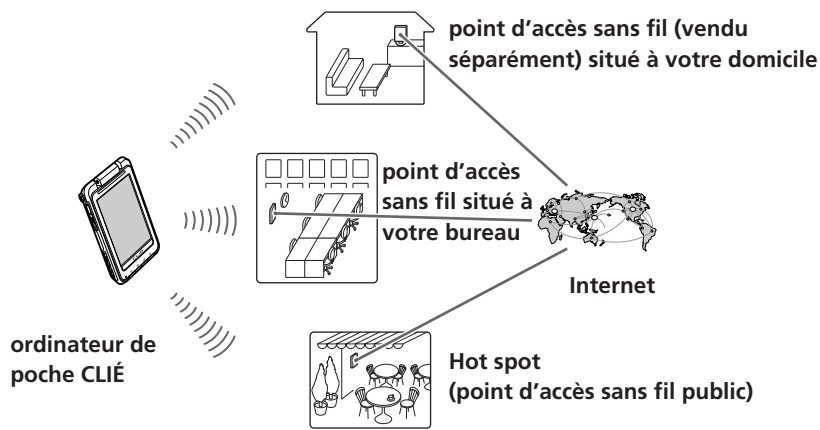 point d'accès sans fil (vendu
séparément) situé à votre domicile
point d'accès
sans fil situé à
votre bureau
Internet
ordinateur de
poche CLIÉ
Hot spot
(point d'accès sans fil public)